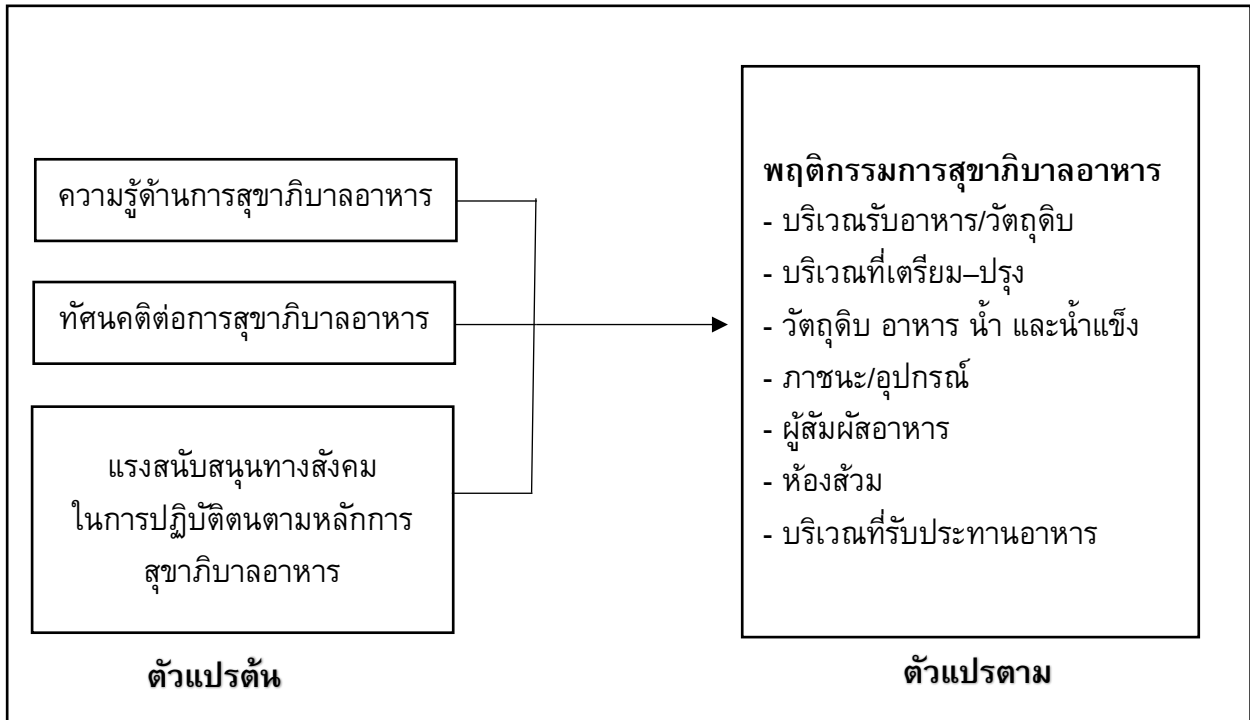 ความรู้ด้านการสุขาภิบาลอาหาร
ทัศนคติต่อการสุขาภิบาลอาหาร
แรงสนับสนุนทางสังคม
ในการปฏิบัติตนตามหลักการ
สุขาภิบาลอาหาร
ตัวแปรต้น
พฤติกรรมการสุขาภิบาลอาหาร
- บริเวณรับอาหาร/วัตถุดิบ
- บริเวณที่เตรียม–ปรุง
- วัตถุดิบ อาหาร น้ำ และน้ำแข็ง
- ภาชนะ/อุปกรณ์
- ผู้สัมผัสอาหาร
- ห้องส้วม
- บริเวณที่รับประทานอาหาร
ตัวแปรตาม